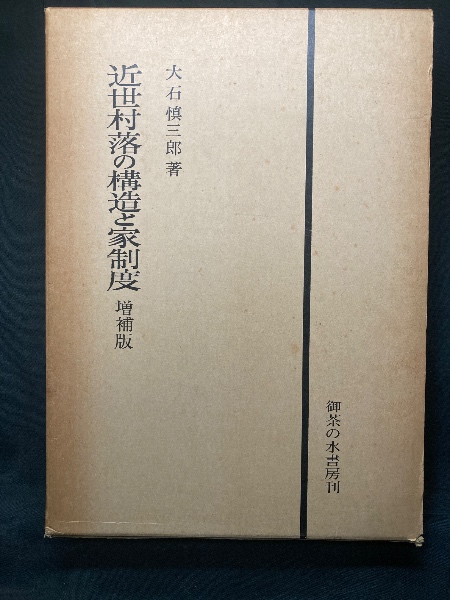 大石慎三郎著
近世村落の構造と家制度 増補版
御茶の水書房刊